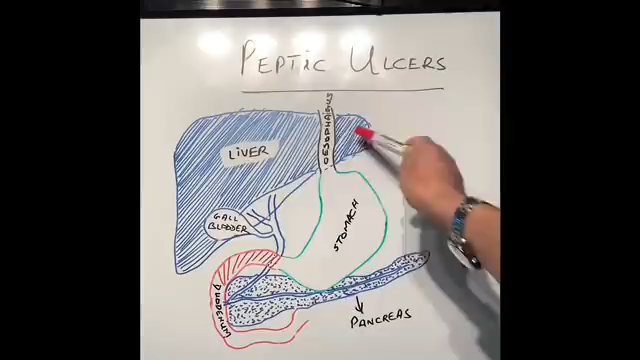 PEPTIC ULCERS
OESOPHAGUS
LIVER
GALL
BLADDER
STOMACH
DUODENUM
PANCREAS